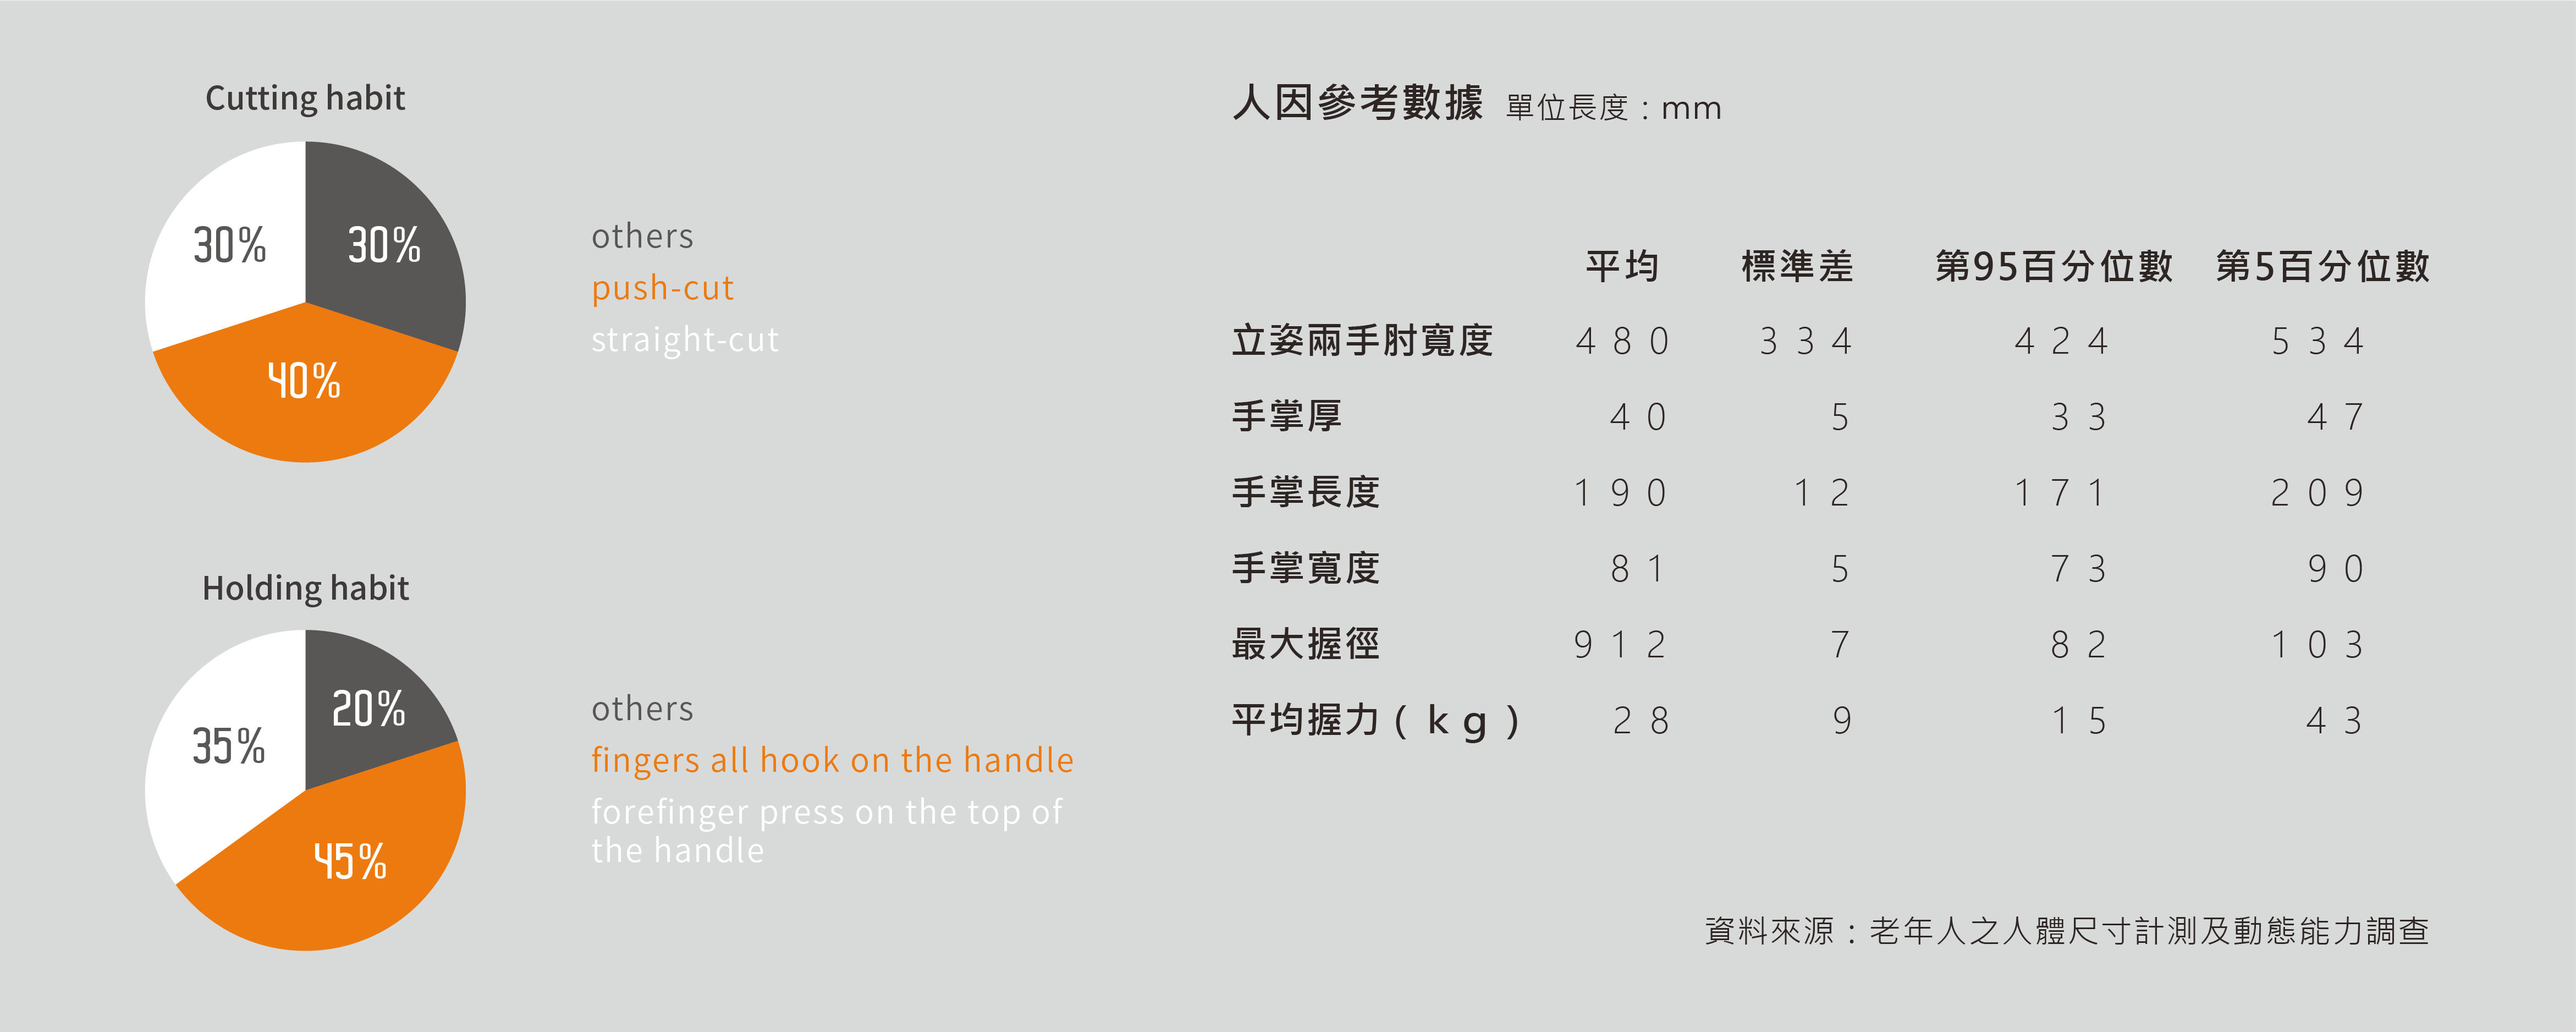 Cutting habit
30%
30%
40%
others
push-cut
straight-cut
Holding habit
20%
35%
45%
others
fingers all hook on the handle
forefinger press on the top of
the handle
人因參考數據 單位長度：mm
平均 標準差 第95百分位數 第5百分位數
立姿兩手肘寬度 480 334 424 534
手掌厚 40 5 33 47
手掌長度 190 12 171 209
手掌寬度 81 5 73 90
最大握徑 912 7 82 103
平均握力(kg) 28 9 15 43
資料來源：老年人之人體尺寸計測及動態能力調查